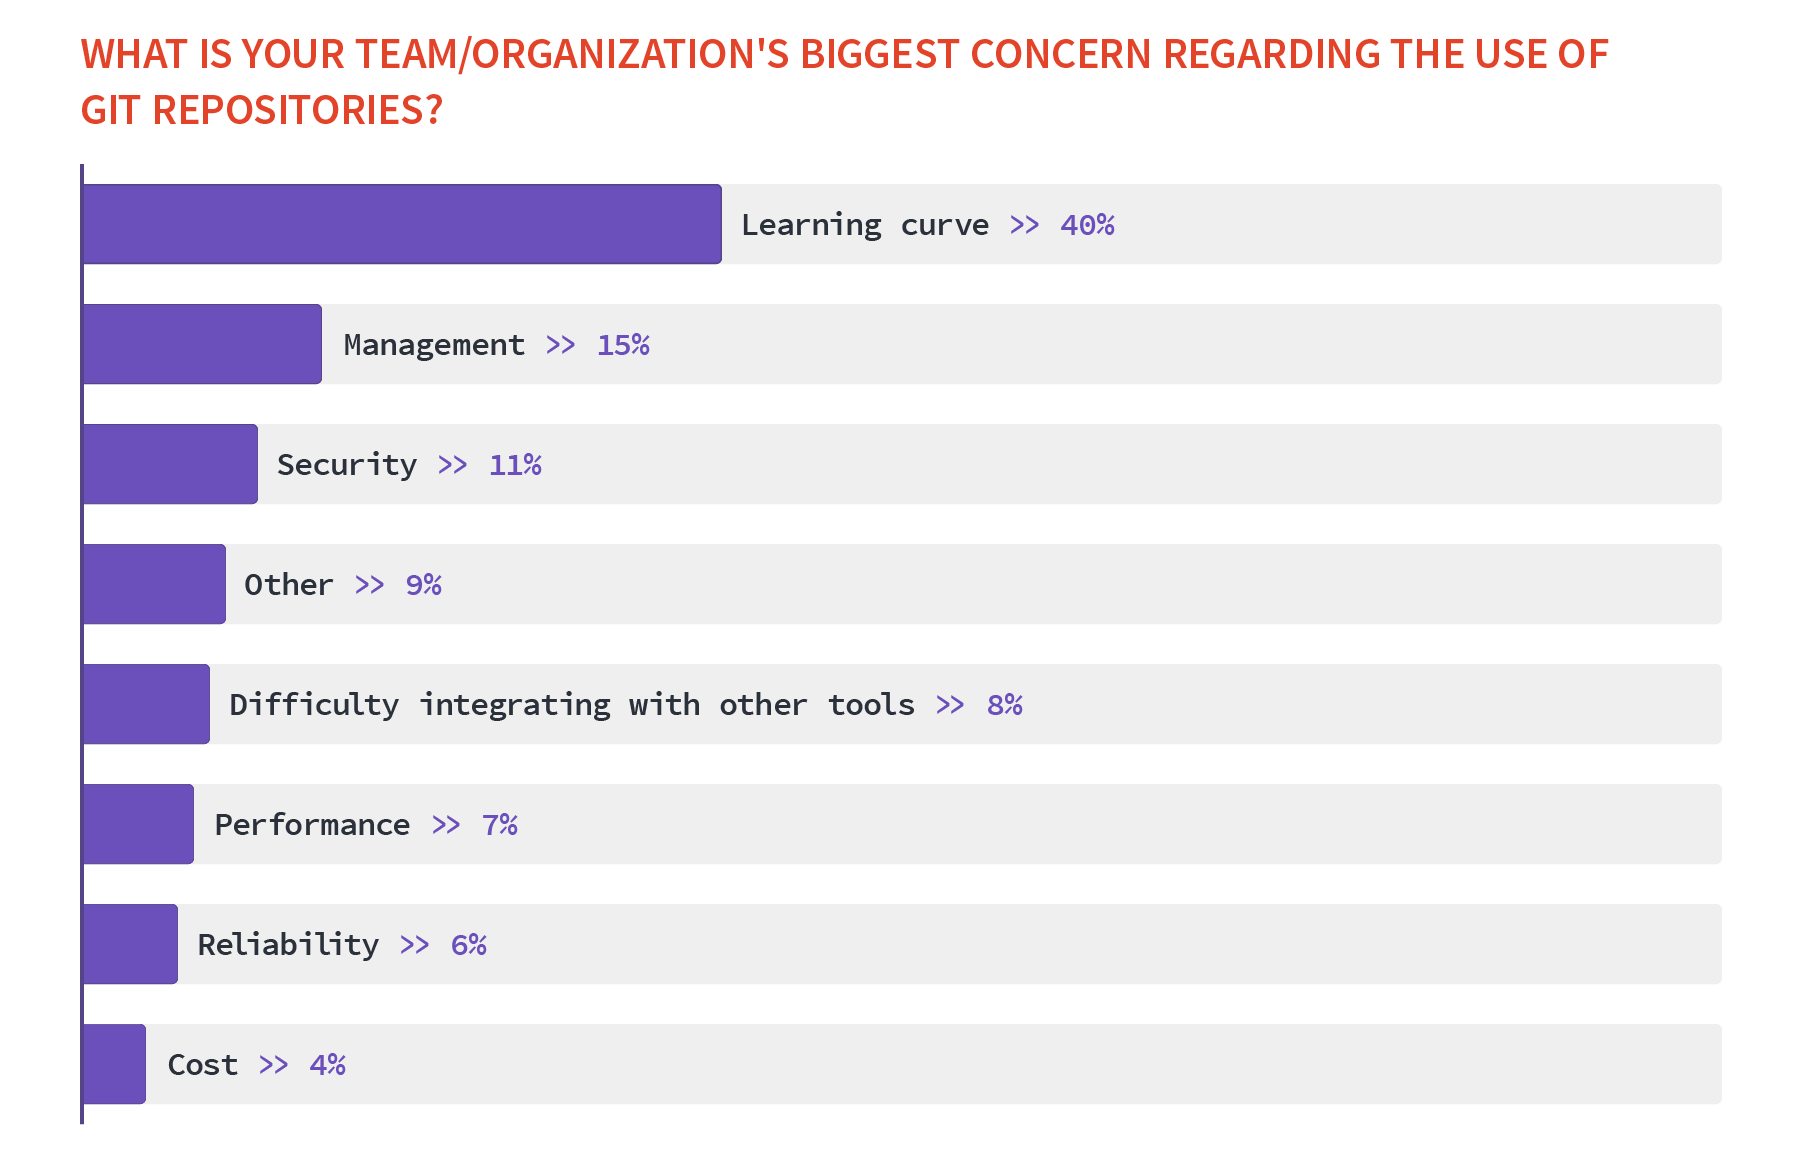 WHAT IS YOUR TEAM/ORGANIZATION'S BIGGEST CONCERN REGARDING THE USE OF
GIT REPOSITORIES?
Learning curve >> 40%
Management >> 15%
Security >> 11%
Other >> 9%
Difficulty integrating with other tools >> 8%
Performance >> 7%
Reliability >> 6%
Cost >> 4%